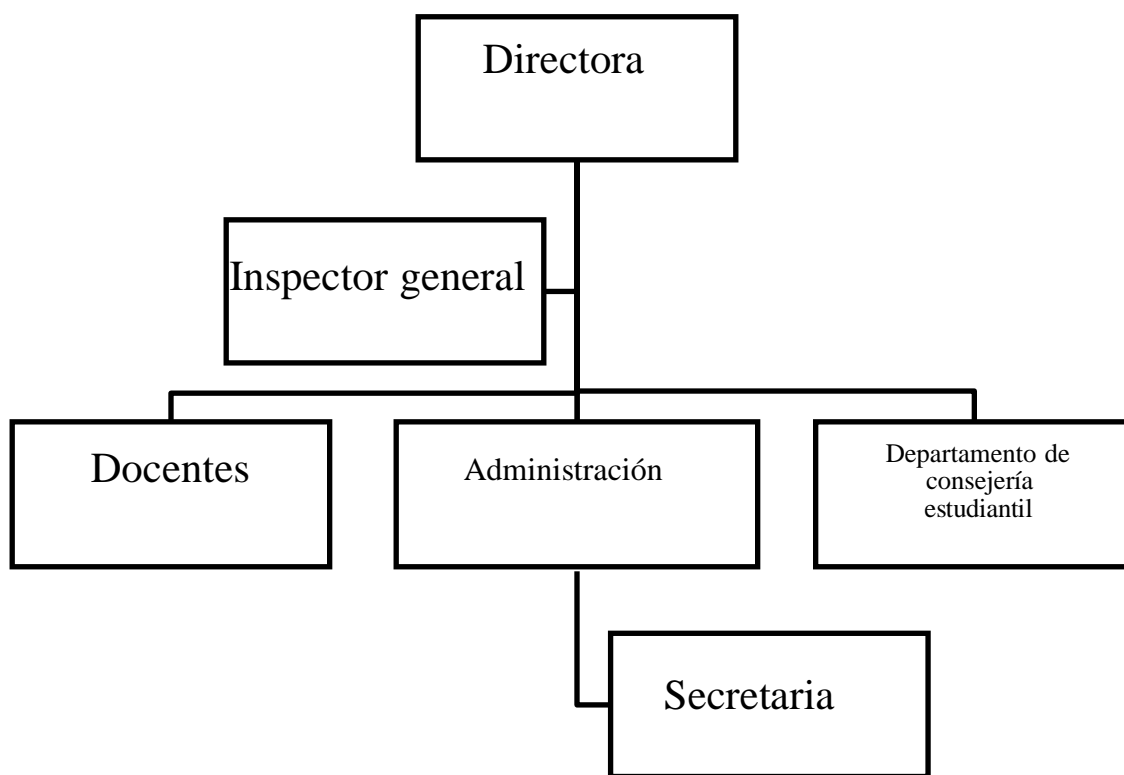 Directora
Inspector general
Docentes
Administración
Departamento de
consejería
estudiantil
Secretaria